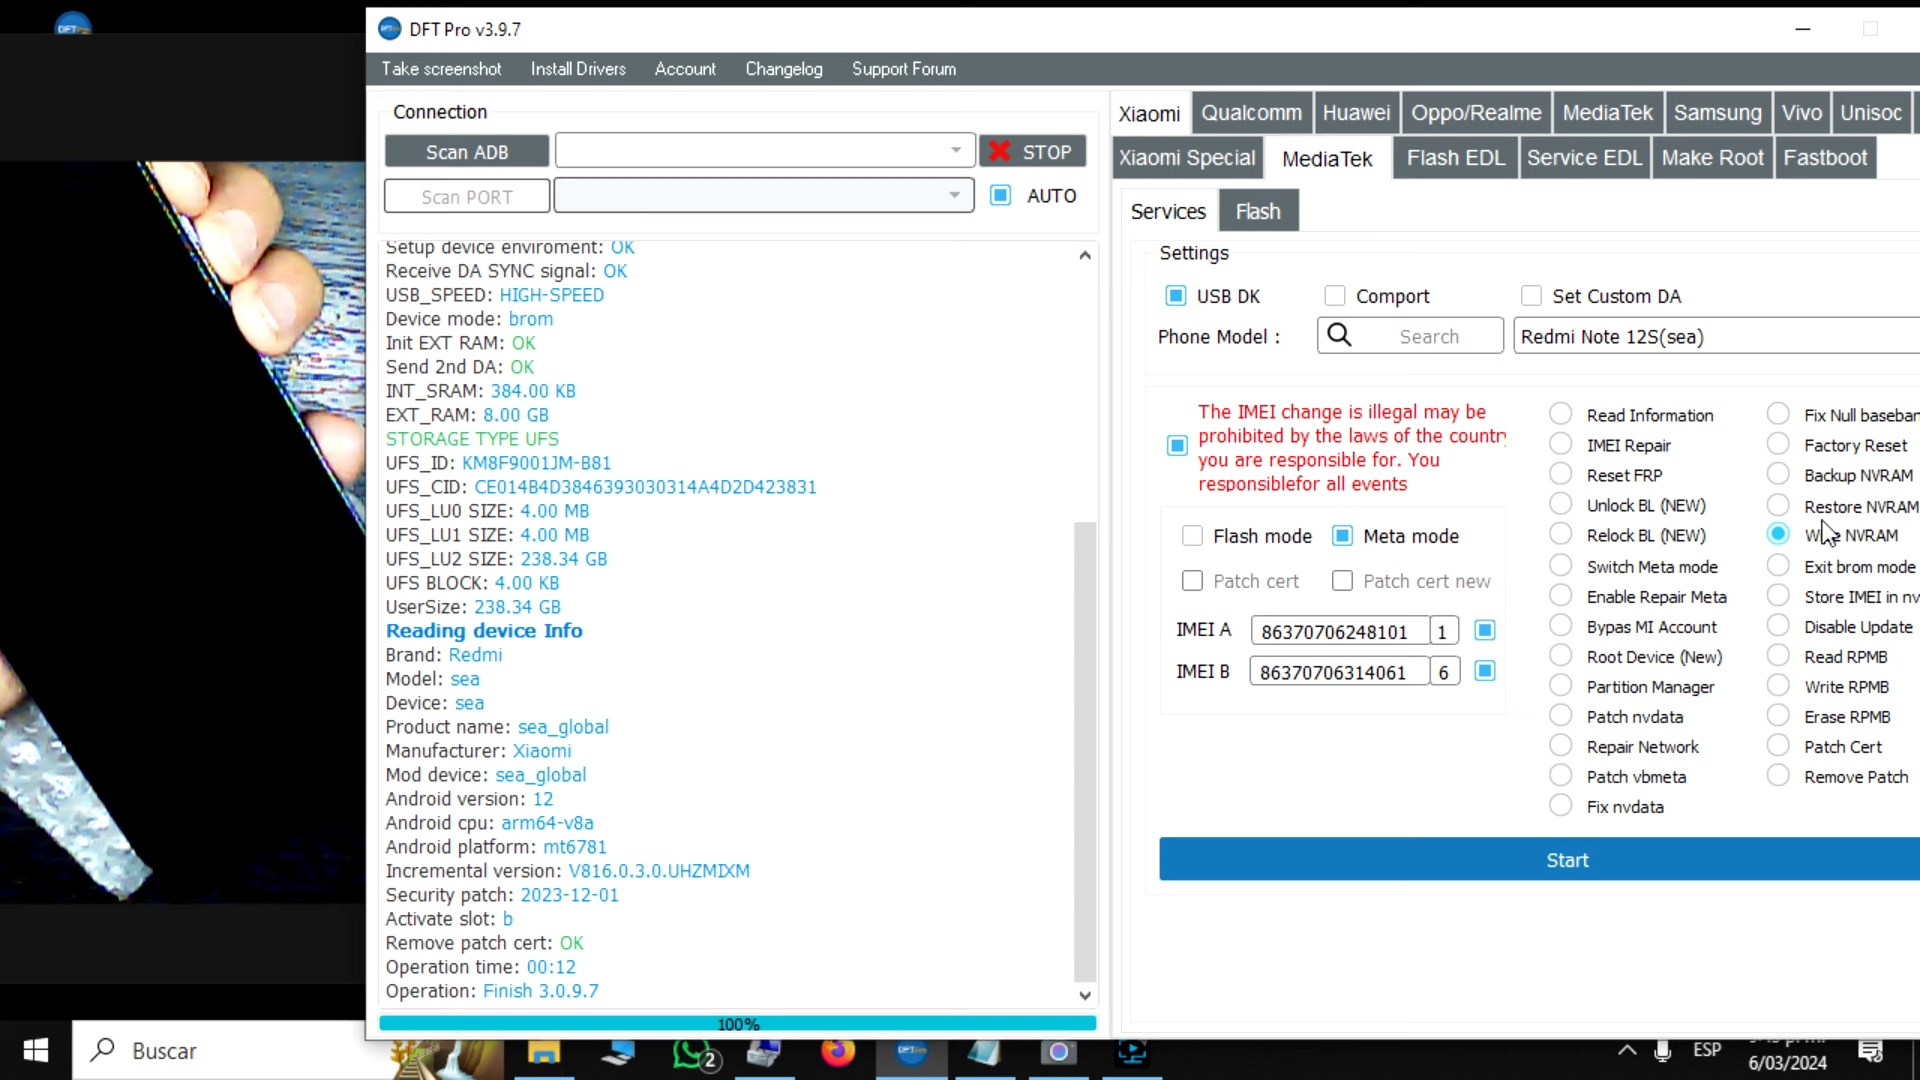 DFT Pro v3.9.7
Take screenshot Install Drivers Account Changelog Support Forum
Connection
Scan ADB
STOP
Scan PORT
AUTO
Setup device enviroment: OK
Receive DA SYNC signal: OK
USB_SPEED: HIGH-SPEED
Device mode: brom
Init EXT RAM: OK
Send 2nd DA: OK
INT_SRAM: 384.00 KB
EXT_RAM: 8.00 GB
STORAGE TYPE UFS
UFS_ID: KM8F9001JM-B81
UFS_CID: CE014B4D3846393030314A4D2D423831
UFS_LU0 SIZE: 4.00 MB
UFS_LU1 SIZE: 4.00 MB
UFS_LU2 SIZE: 238.34 GB
UFS BLOCK: 4.00 KB
UserSize: 238.34 GB
Reading device Info
Brand: Redmi
Model: sea
Device: sea
Product name: sea_global
Manufacturer: Xiaomi
Mod device: sea_global
Android version: 12
Android cpu: arm64-v8a
Android platform: mt6781
Incremental version: V816.0.3.0.UHZMIXM
Security patch: 2023-12-01
Activate slot: b
Remove patch cert: OK
Operation time: 00:12
Operation: Finish 3.0.9.7
100%
Xiaomi Qualcomm Huawei Oppo/Realme MediaTek Samsung Vivo Unisoc
Xiaomi Special MediaTek Flash EDL Service EDL Make Root Fastboot
Services Flash
Settings
USB DK Comport Set Custom DA
Phone Model : Search Redmi Note 12S(sea)
The IMEI change is illegal may be
prohibited by the laws of the country
you are responsible for. You
responsiblefor all events
Flash mode Meta mode
Patch cert Patch cert new
IMEI A 86370706248101 1
IMEI B 86370706314061 6
Read Information
IMEI Repair
Reset FRP
Unlock BL (NEW)
Relock BL (NEW)
Switch Meta mode
Enable Repair Meta
Bypas MI Account
Root Device (New)
Partition Manager
Patch nvdata
Repair Network
Patch vbmeta
Fix nvdata
Fix Null baseban
Factory Reset
Backup NVRAM
Restore NVRAM
NVRAM
Exit brom mode
Store IMEI in nv
Disable Update
Read RPMB
Write RPMB
Erase RPMB
Patch Cert
Remove Patch
Start
Buscar
2
ESP
6/03/2024